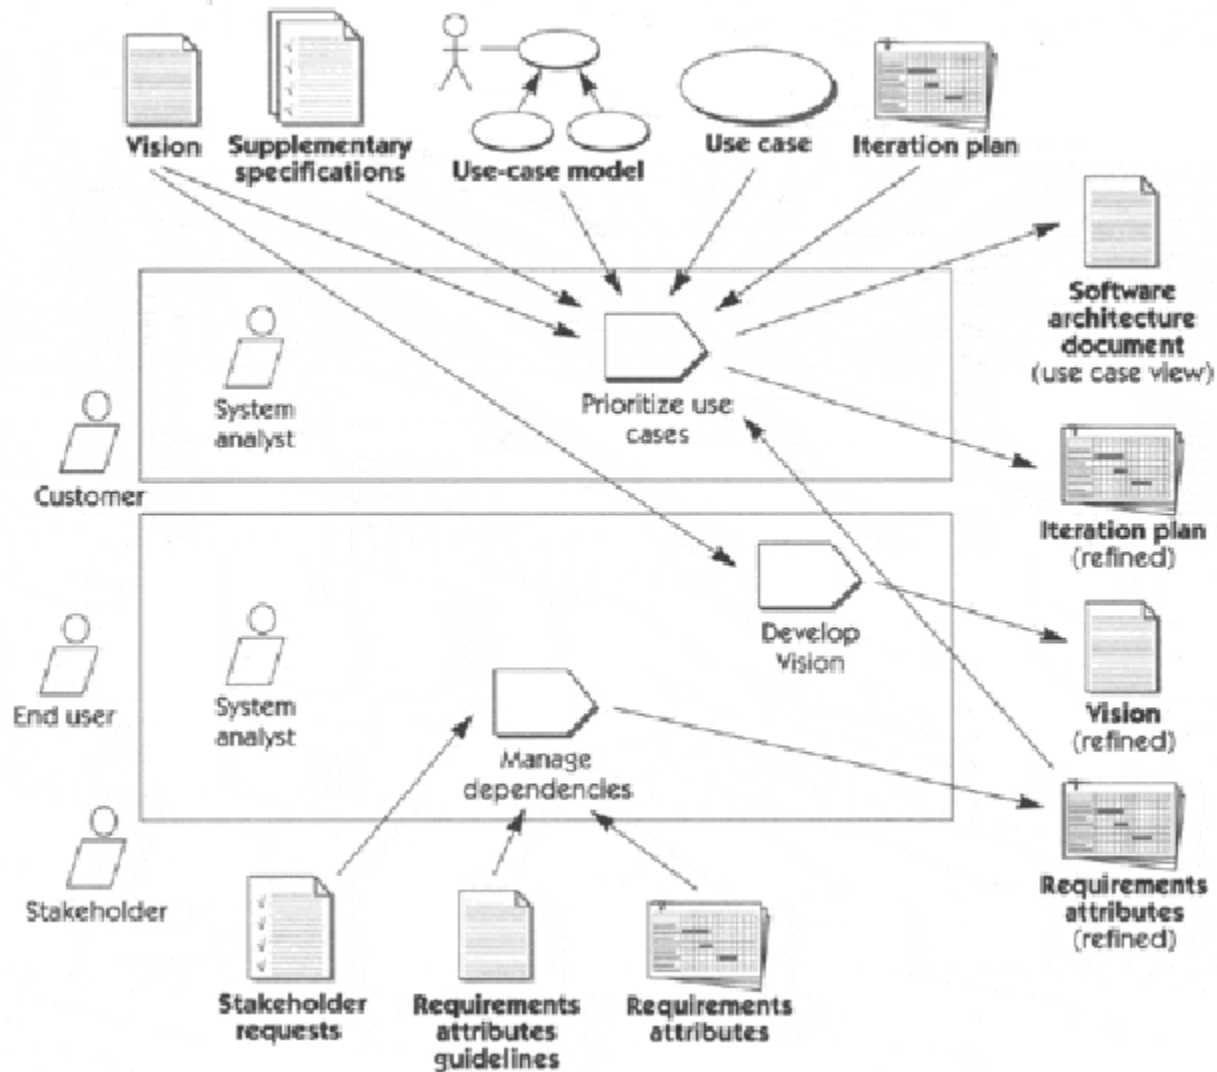 Vision
Supplementary
specifications
Use-case model
Use case
Iteration plan
Software
architecture
document
(use case view)
System
analyst
Prioritize use
cases
Customer
Iteration plan
(refined)
Develop
Vision
System
analyst
End user
Vision
(refined)
Manage
dependencies
Stakeholder
Requirements
attributes
(refined)
Stakeholder
requests
Requirements
attributes
guidelines
Requirements
attributes